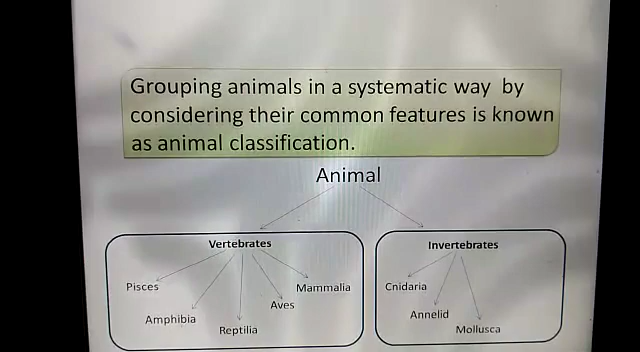 Grouping animals in a systematic way by
considering their common features is known
as animal classification.
Animal
Vertebrates
Pisces
Amphibia
Reptilia
Aves
Mammalia
Invertebrates
Cnidaria
Annelid
Mollusca